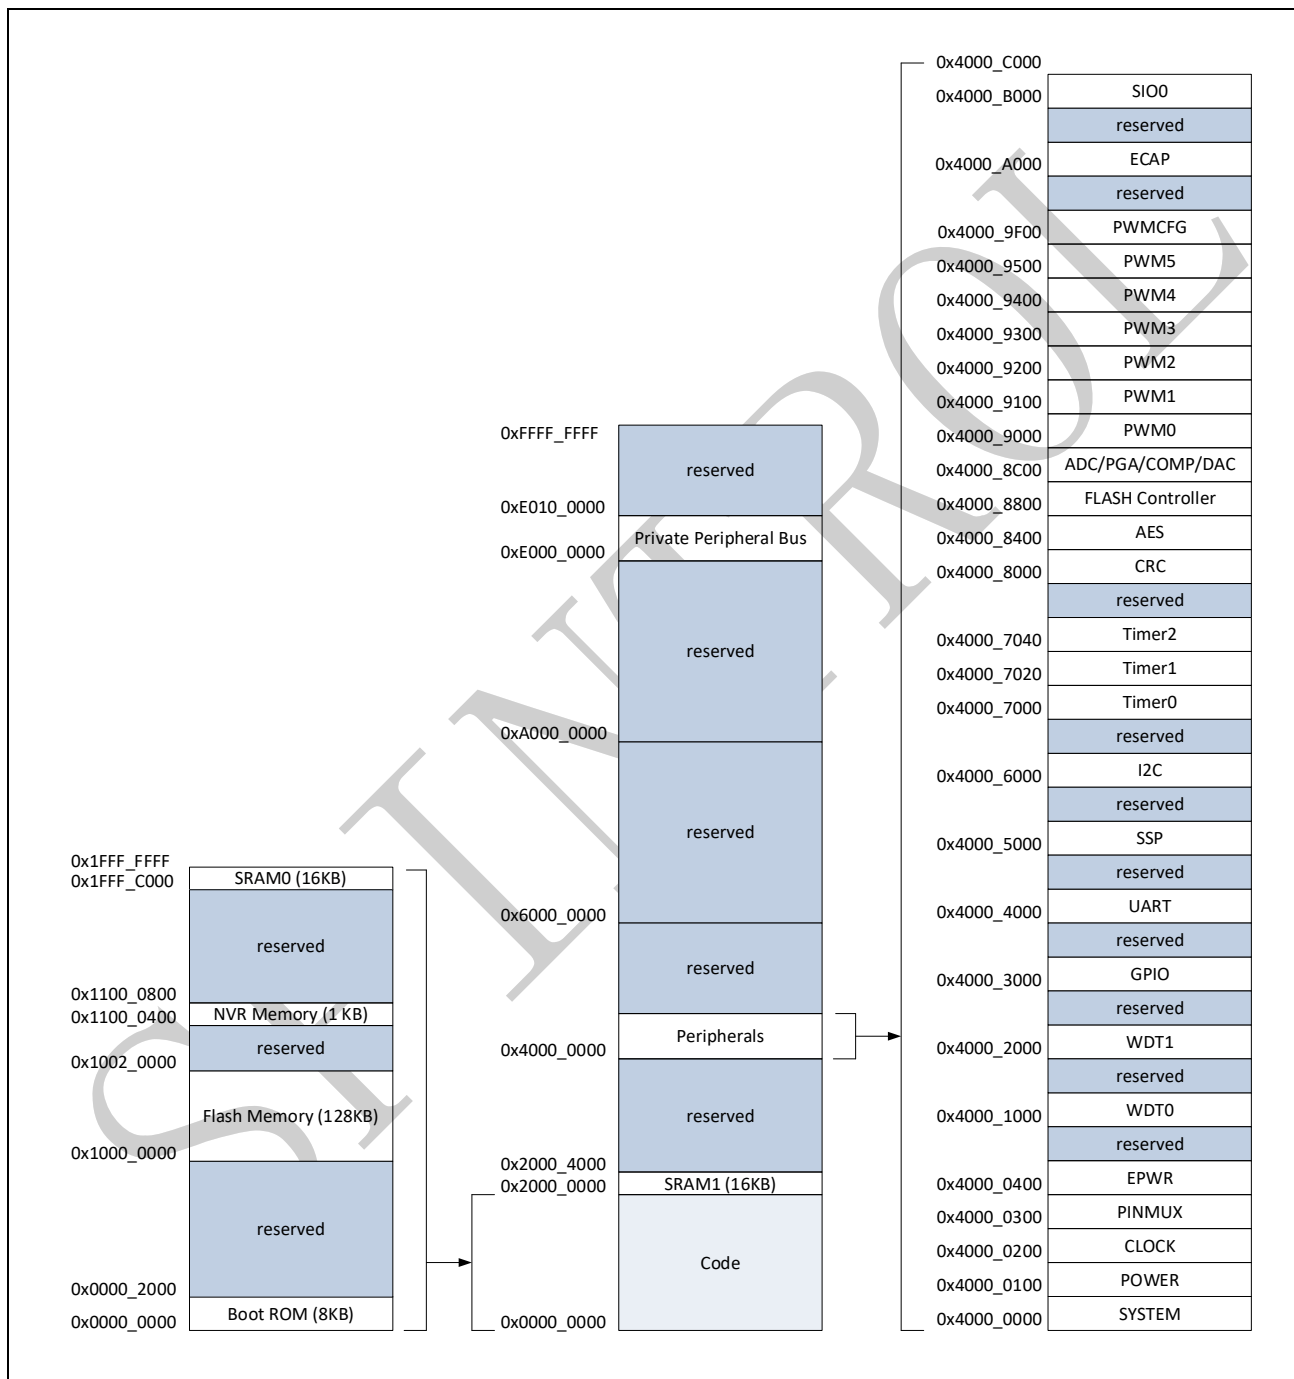 0x4000_C000
0x4000_B000 SIO0
reserved
0x4000_A000 ECAP
reserved
0x4000_9F00 PWMCFG
0x4000_9500 PWM5
0x4000_9400 PWM4
0x4000_9300 PWM3
0x4000_9200 PWM2
0x4000_9100 PWM1
0x4000_9000 PWM0
0x4000_8C00 ADC/PGA/COMP/DAC
0x4000_8800 FLASH Controller
0x4000_8400 AES
0x4000_8000 CRC
reserved
0x4000_7040 Timer2
0x4000_7020 Timer1
0x4000_7000 Timer0
reserved
0x4000_6000 I2C
reserved
0x4000_5000 SSP
reserved
0x4000_4000 UART
reserved
0x4000_3000 GPIO
reserved
0x4000_2000 WDT1
reserved
0x4000_1000 WDT0
reserved
0x4000_0400 EPWR
0x4000_0300 PINMUX
0x4000_0200 CLOCK
0x4000_0100 POWER
0x4000_0000 SYSTEM
0xFFFF_FFFF
reserved
0xE010_0000
Private Peripheral Bus
0xE000_0000
reserved
0xA000_0000
reserved
0x6000_0000
reserved
Peripherals
0x4000_0000
reserved
0x2000_4000
0x2000_0000 SRAM1 (16KB)
Code
0x0000_0000
0x1FFF_FFFF
0x1FFF_C000 SRAM0 (16KB)
reserved
0x1100_0800
0x1100_0400 NVR Memory (1 KB)
reserved
0x1002_0000
Flash Memory (128KB)
0x1000_0000
reserved
0x0000_2000
0x0000_0000 Boot ROM (8KB)